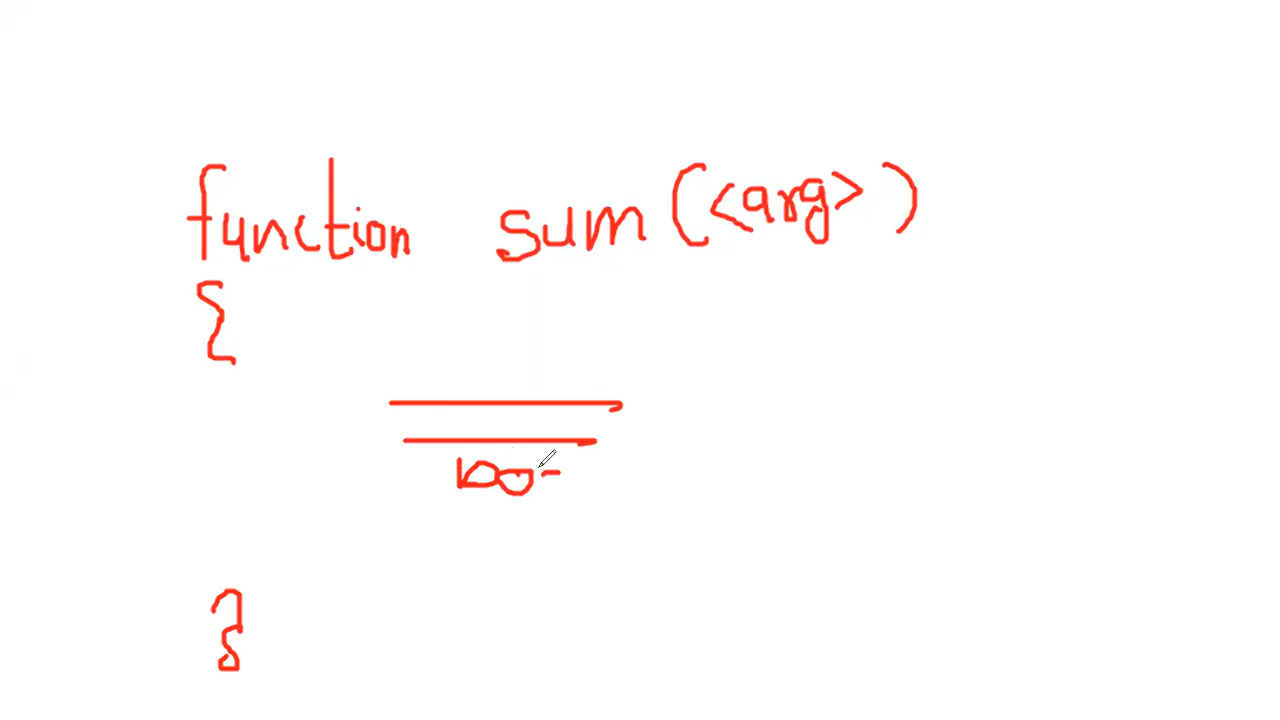 function sum(<arg>)
{
100-
}